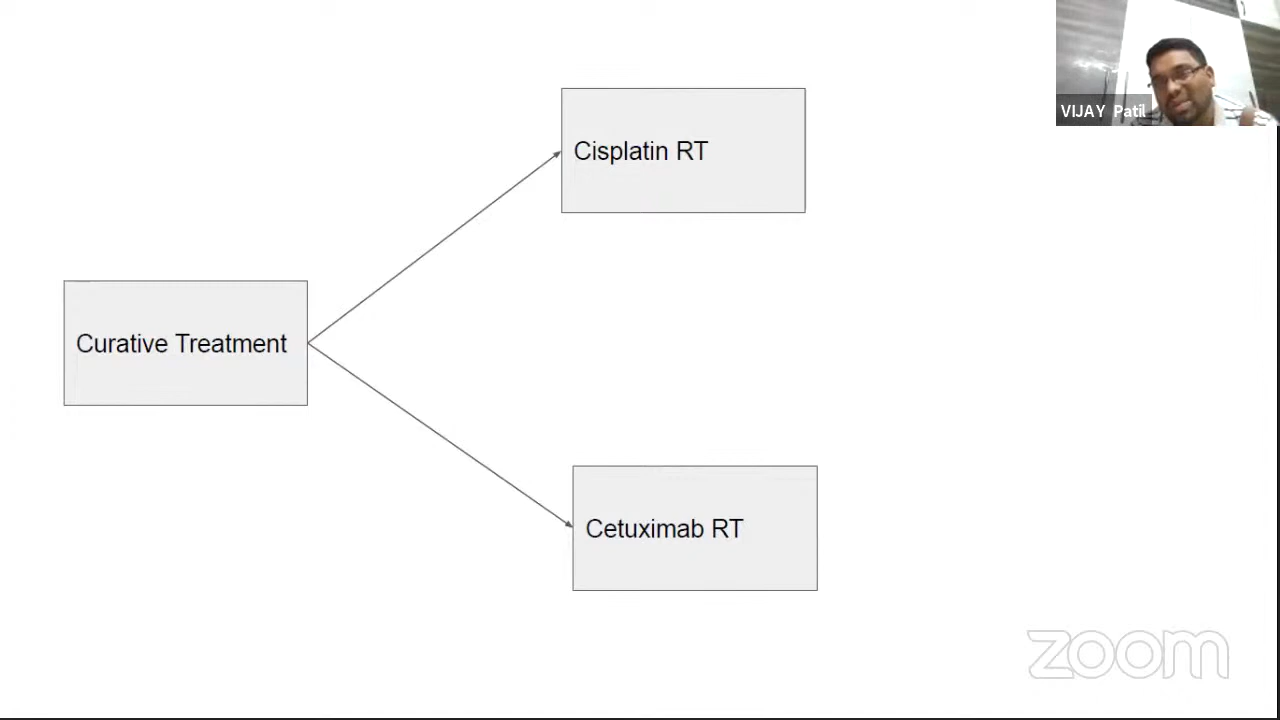 VIJAY Patil
Cisplatin RT
Curative Treatment
Cetuximab RT
zoom